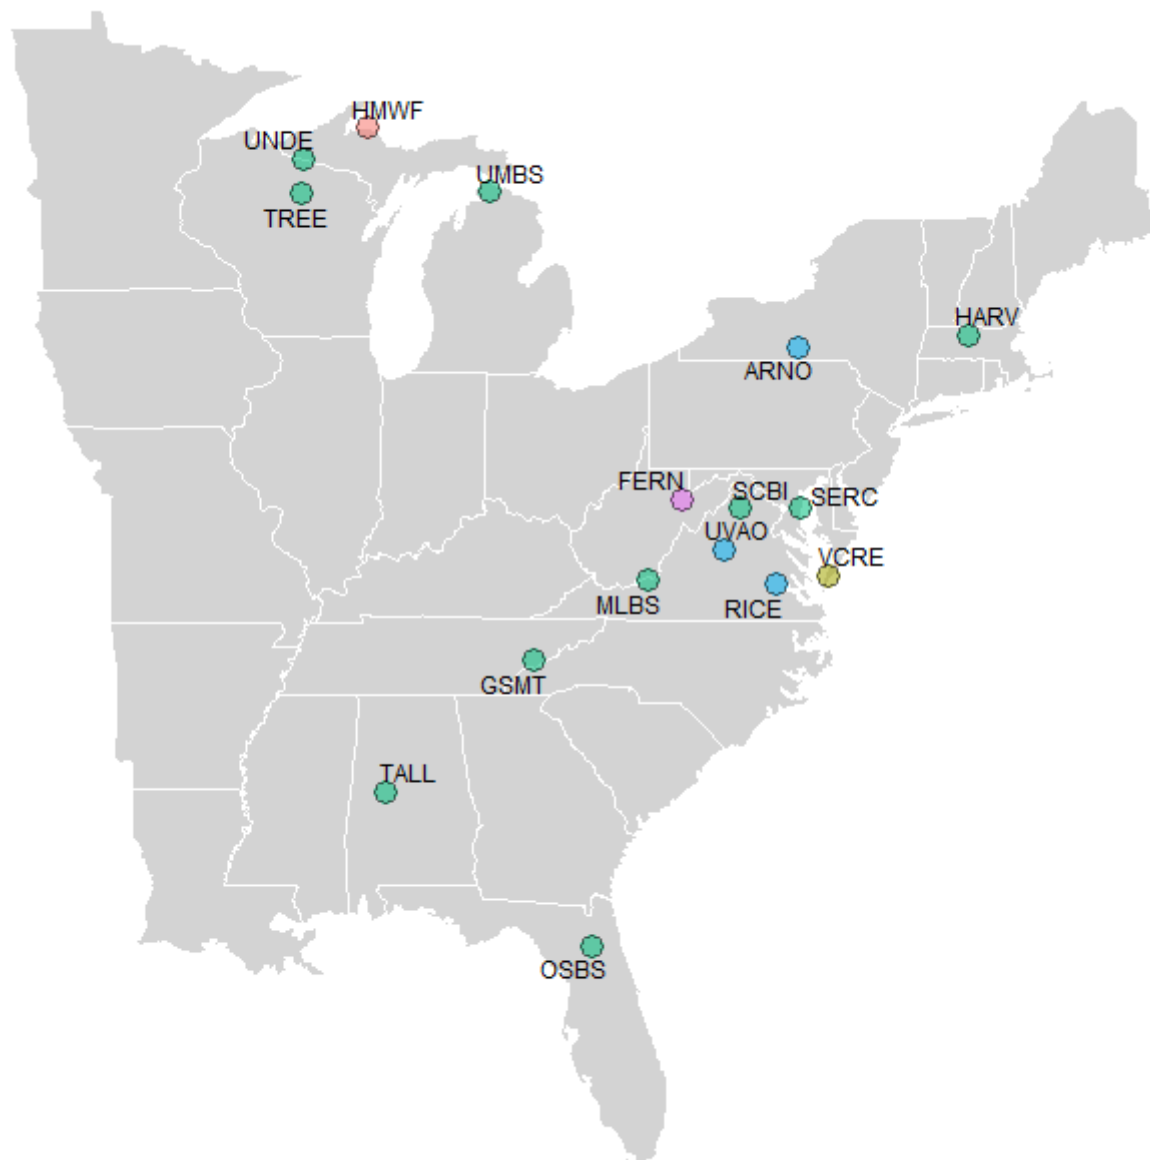 HMWF
UNDE
UMBS
TREE
HARV
ARNO
FERN
SCBI
SERC
UVAO
VCRE
MLBS
RICE
GSMT
TALL
OSBS